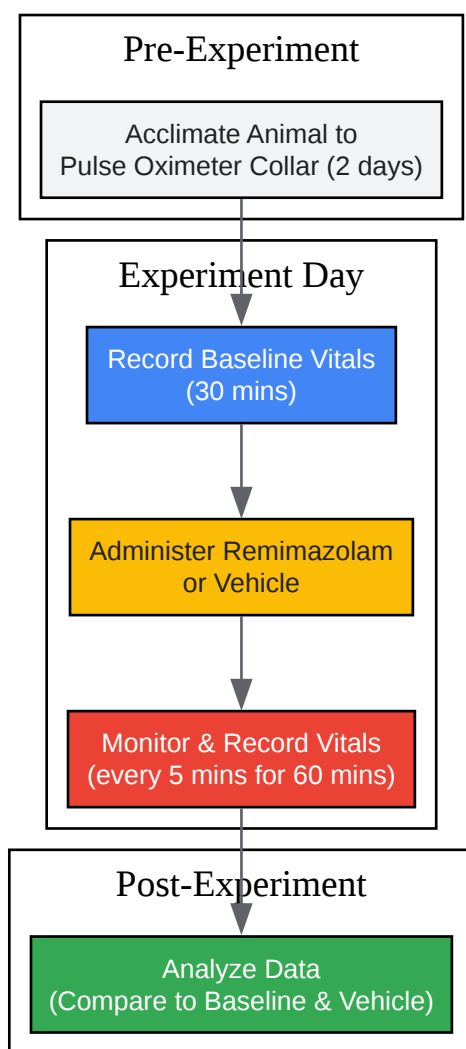 Pre-Experiment
Acclimate Animal to
Pulse Oximeter Collar (2 days)
Experiment Day
Record Baseline Vitals
(30 mins)
Administer Remimazolam
or Vehicle
Monitor & Record Vitals
(every 5 mins for 60 mins)
Post-Experiment
Analyze Data
(Compare to Baseline & Vehicle)